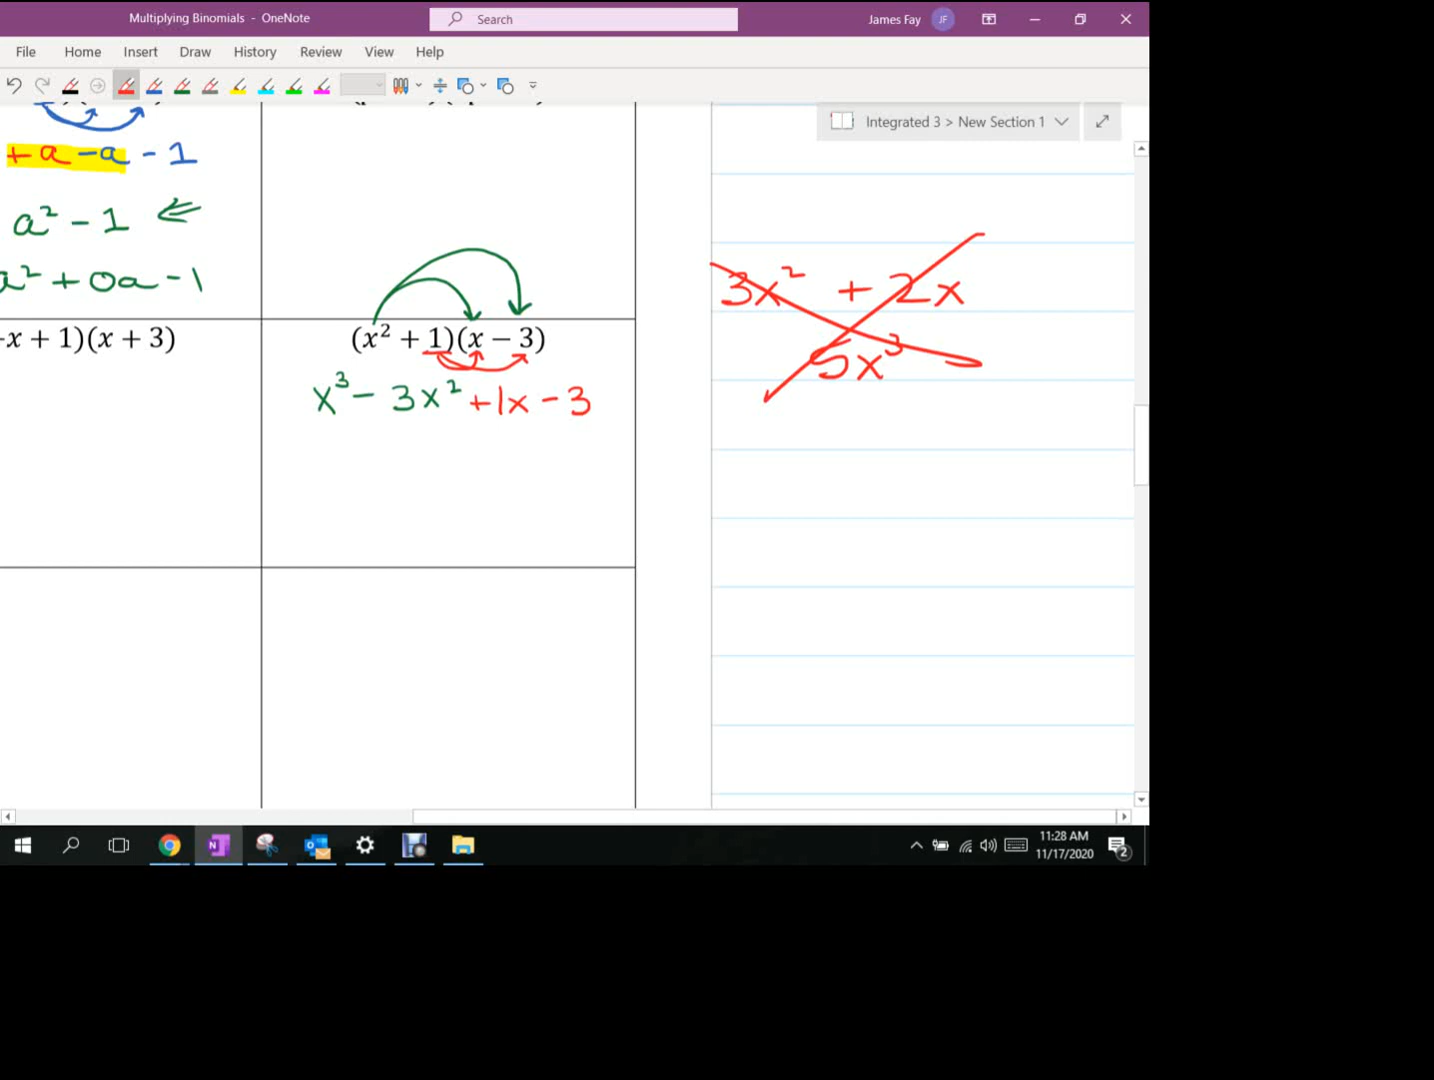 Multiplying Binomials - OneNote
Search
James Fay
JF
File Home Insert Draw History Review View Help
Integrated 3 > New Section 1
+a -a - 1
a² - 1
a² + 0a - 1
x + 1)(x + 3)
(x² + 1)(x − 3)
x³ - 3x² + 1x - 3
3x² + 2x
5x³
11:28 AM
11/17/2020
2